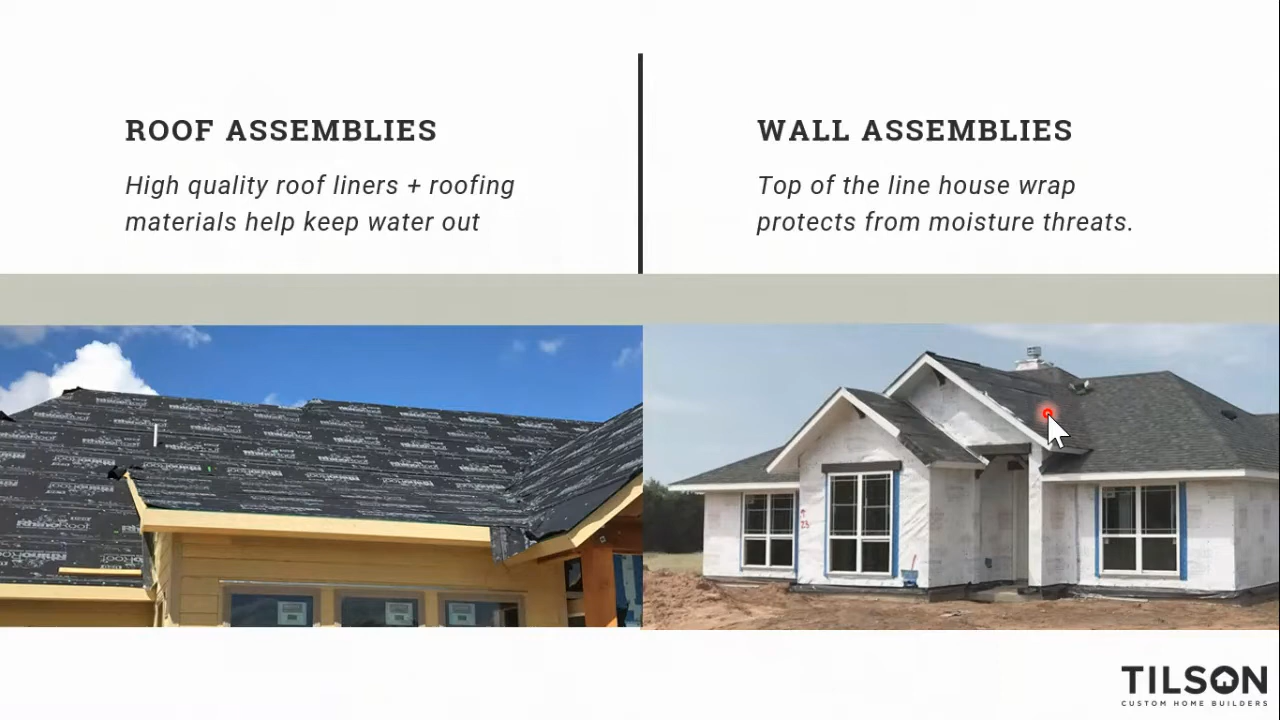 ROOF ASSEMBLIES
High quality roof liners + roofing
materials help keep water out
WALL ASSEMBLIES
Top of the line house wrap
protects from moisture threats.
RhinoRoof
TILSON
CUSTOM HOME BUILDERS